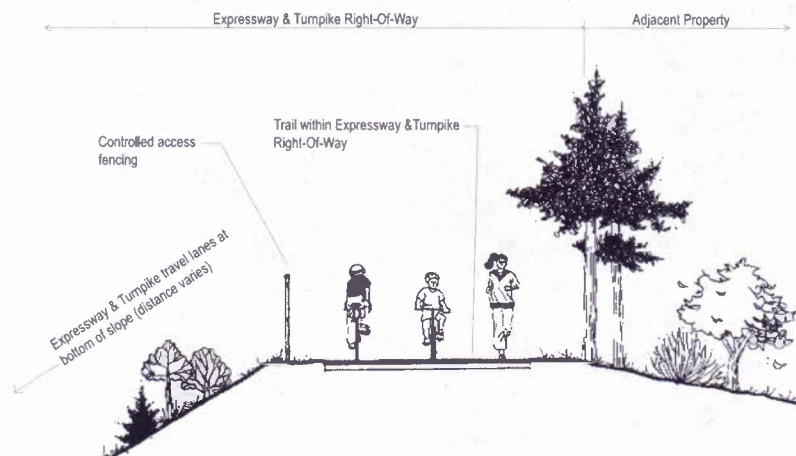 Expressway & Turnpike Right-Of-Way
Adjacent Property
Controlled access
fencing
Trail within Expressway &Turnpike
Right-Of-Way
Expressway & Turnpike travel lanes at
bottom of slope (distance varies)